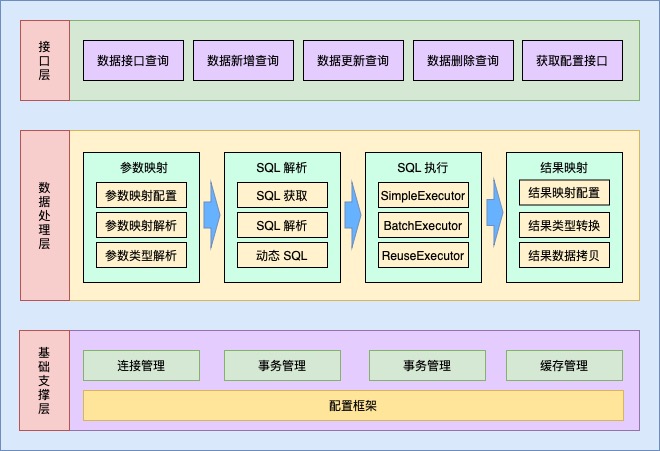 接口层
数据接口查询
数据新增查询
数据更新查询
数据删除查询
获取配置接口
数据处理层
参数映射
参数映射配置
参数映射解析
参数类型解析
SQL 解析
SQL 获取
SQL 解析
动态 SQL
SQL 执行
SimpleExecutor
BatchExecutor
ReuseExecutor
结果映射
结果映射配置
结果类型转换
结果数据拷贝
基础支撑层
连接管理
事务管理
事务管理
缓存管理
配置框架